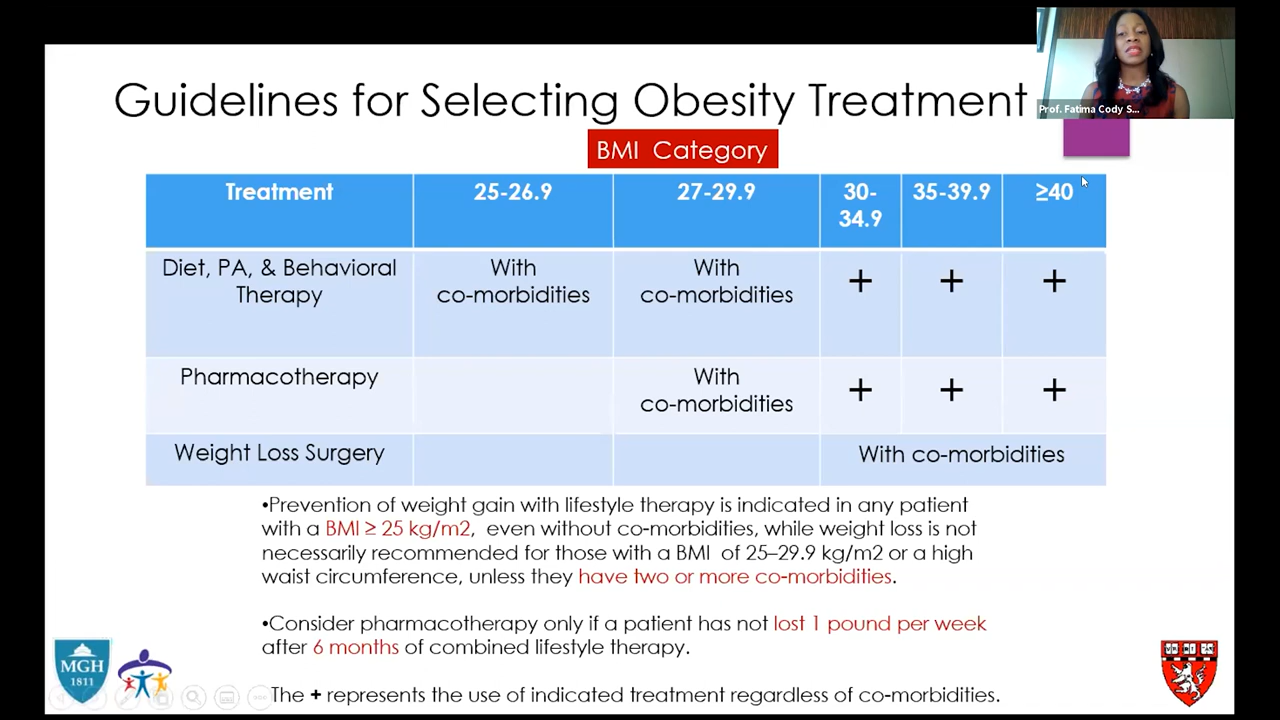 Guidelines for Selecting Obesity Treatment
Prof. Fatima Cody S...
BMI Category
Treatment
25-26.9
27-29.9
30-
34.9
35-39.9
≥40
Diet, PA, & Behavioral
Therapy
With
co-morbidities
With
co-morbidities
+
+
+
Pharmacotherapy
With
co-morbidities
+
+
+
Weight Loss Surgery
With co-morbidities
•Prevention of weight gain with lifestyle therapy is indicated in any patient
with a BMI ≥ 25 kg/m2, even without co-morbidities, while weight loss is not
necessarily recommended for those with a BMI of 25–29.9 kg/m2 or a high
waist circumference, unless they have two or more co-morbidities.
•Consider pharmacotherapy only if a patient has not lost 1 pound per week
after 6 months of combined lifestyle therapy.
The + represents the use of indicated treatment regardless of co-morbidities.
MGH
1811